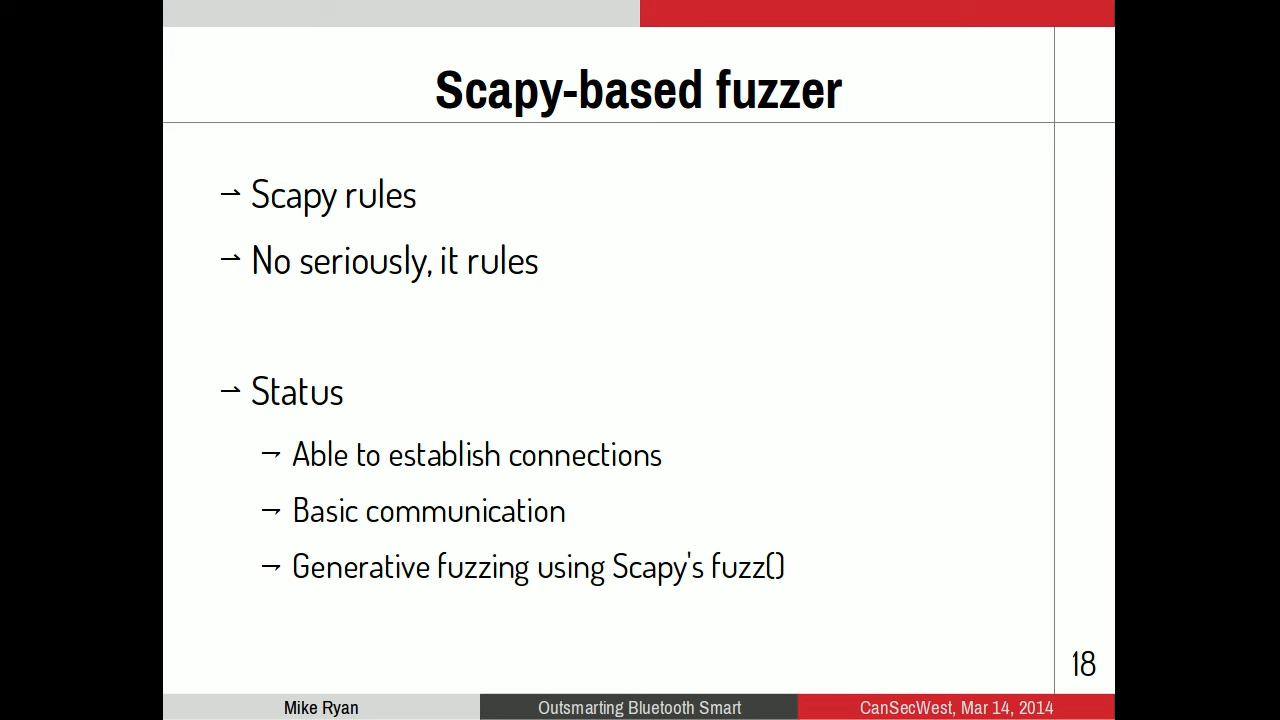 Scapy-based fuzzer
⇀ Scapy rules
⇀ No seriously, it rules
⇀ Status
⇁ Able to establish connections
⇁ Basic communication
⇁ Generative fuzzing using Scapy's fuzz()
18
Mike Ryan
Outsmarting Bluetooth Smart
CanSecWest, Mar 14, 2014